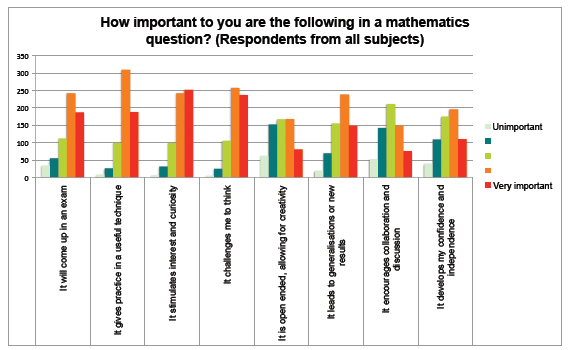 How important to you are the following in a mathematics
question? (Respondents from all subjects)
350
300
250
200
150
100
50
0
It will come up in an exam
It gives practice in a useful technique
It stimulates interest and curiosity
It challenges me to think
It is open ended, allowing for creativity
It leads to generalisations or new
results
It encourages collaboration and
discussion
It develops my confidence and
independence
Unimportant
Very important